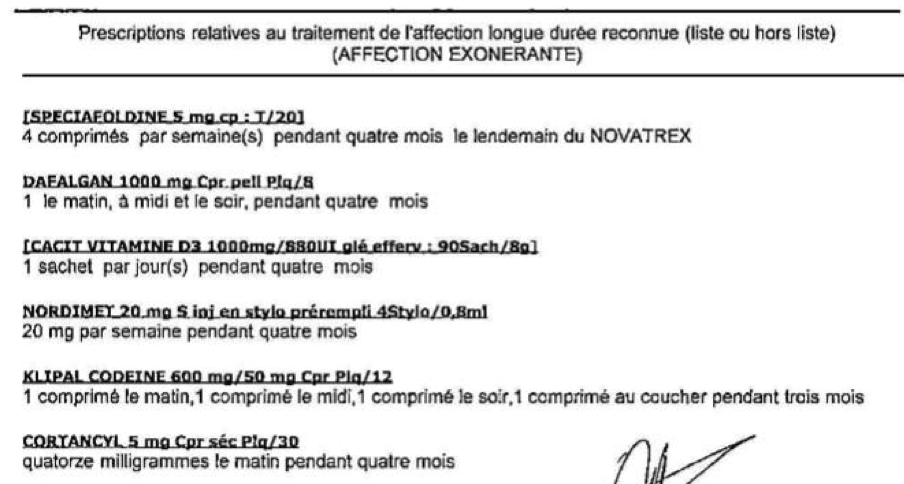 Prescriptions relatives au traitement de l'affection longue durée reconnue (liste ou hors liste)
(AFFECTION EXONERANTE)
[SPECIAFOLDINE 5 mg cp : T/20]
4 comprimés par semaine(s) pendant quatre mois le lendemain du NOVATREX
DAFALGAN 1000 mg Cpr pell Plq/8
1 le matin, à midi et le soir, pendant quatre mois
[CACIT VITAMINE D3 1000mg/880UI glé efferv : 90Sach/8g]
1 sachet par jour(s) pendant quatre mois
NORDIMET 20 mg S inj en stylo prérempli 4Stylo/0,8ml
20 mg par semaine pendant quatre mois
KLIPAL CODEINE 600 mg/50 mg Cpr Plq/12
1 comprimé le matin,1 comprimé le midi,1 comprimé le soir,1 comprimé au coucher pendant trois mois
CORTANCYL 5 mg Cpr séc Plq/30
quatorze milligrammes le matin pendant quatre mois